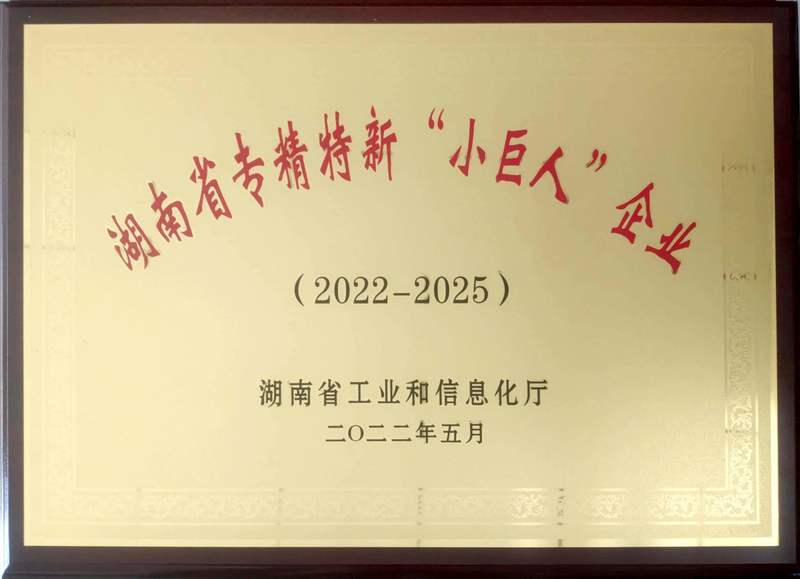 湖南省专精特新“小巨人”企业
（2022-2025）
湖南省工业和信息化厅
二〇二二年五月